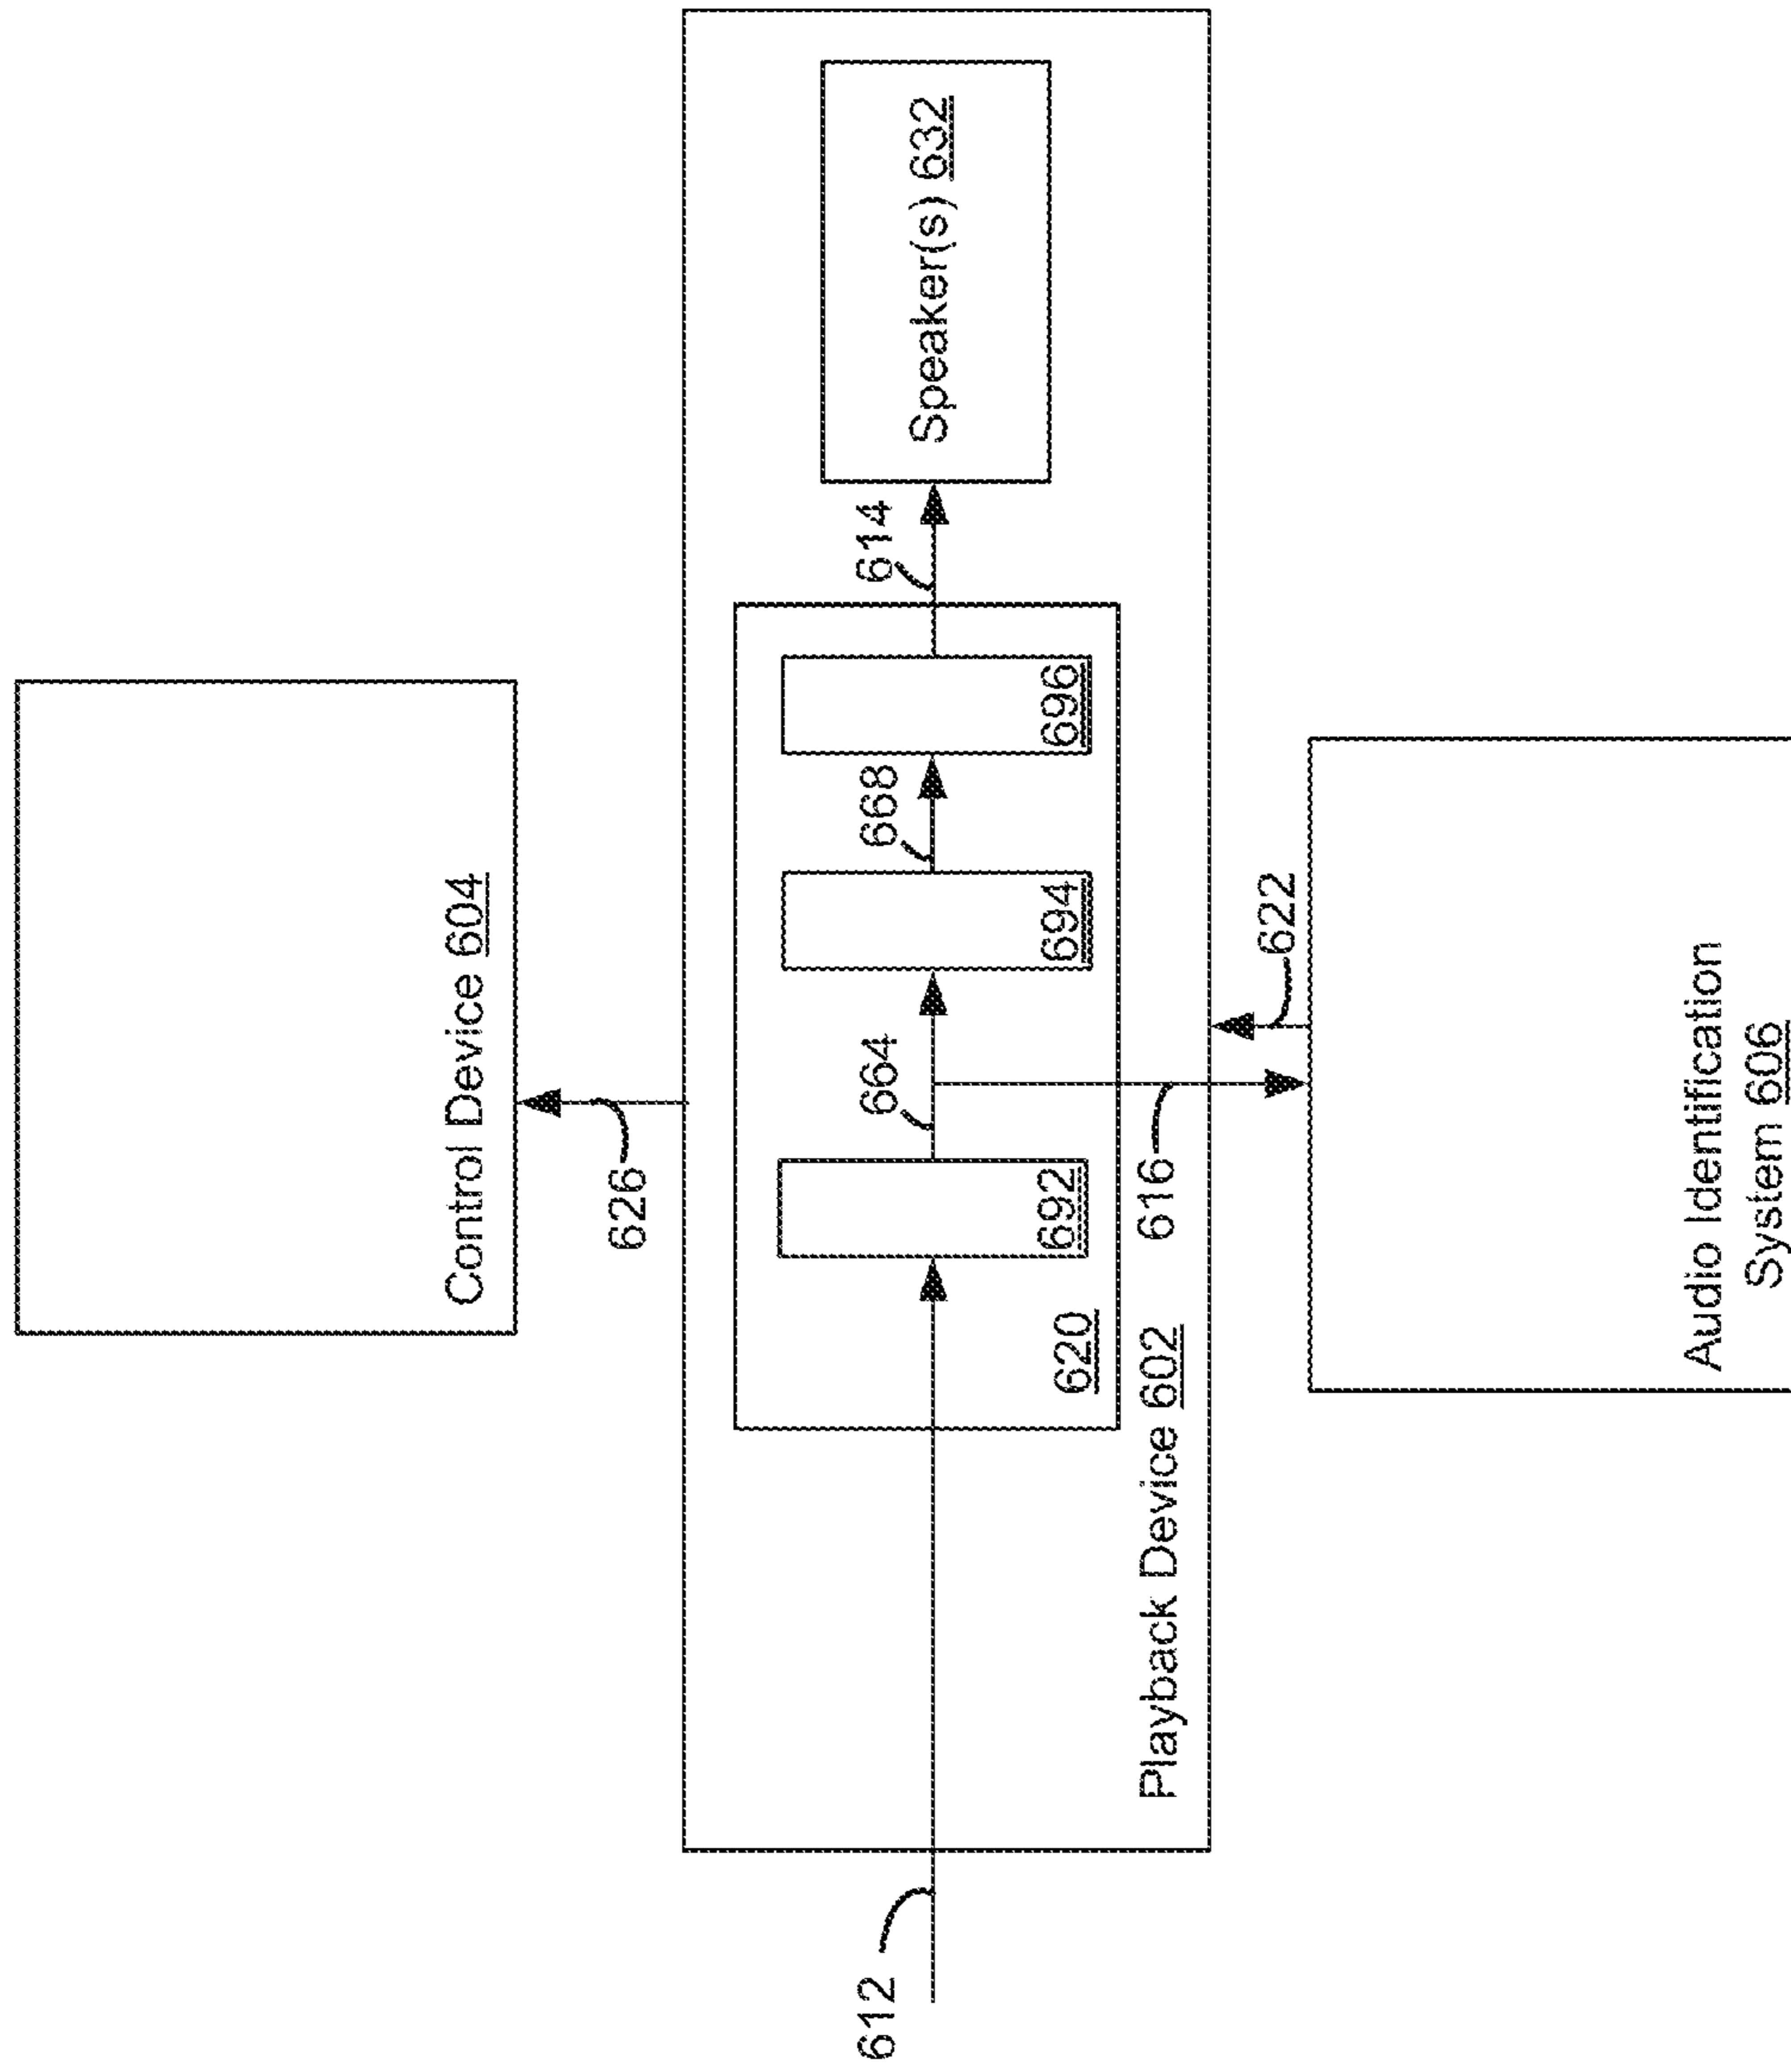 Control Device 604
626
612
Playback Device 602
620
692
664
694
668
696
614
Speaker(s) 632
616
622
Audio Identification
System 606